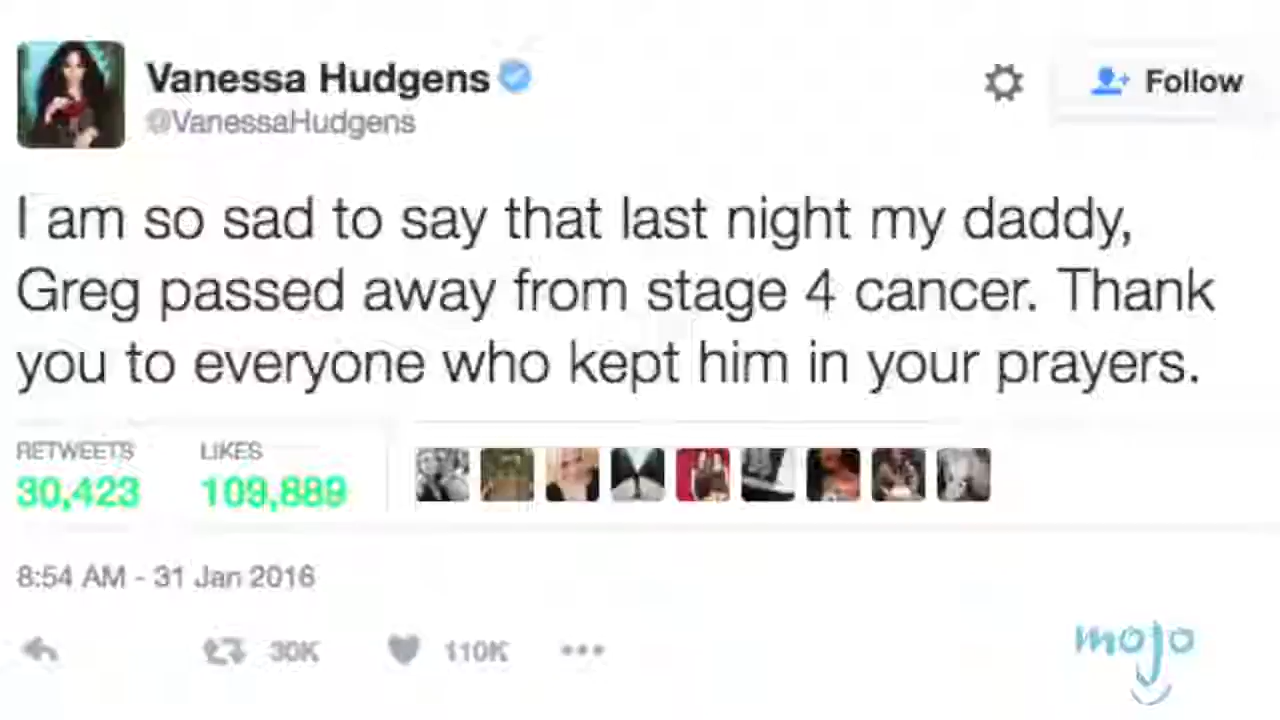 Vanessa Hudgens
@VanessaHudgens
Follow
I am so sad to say that last night my daddy,
Greg passed away from stage 4 cancer. Thank
you to everyone who kept him in your prayers.
RETWEETS LIKES
30,423 109,889
8:54 AM - 31 Jan 2016
30K 110K
mojo